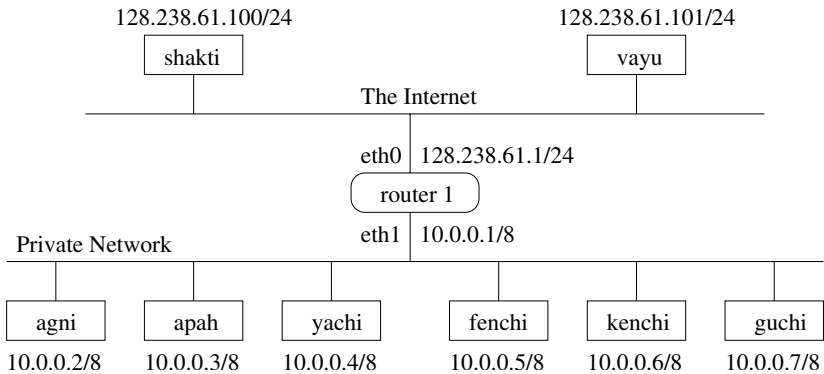 128.238.61.100/24 128.238.61.101/24
shakti vayu
The Internet
eth0 128.238.61.1/24
router 1
eth1 10.0.0.1/8
Private Network
agni apah yachi fenchi kenchi guchi
10.0.0.2/8 10.0.0.3/8 10.0.0.4/8 10.0.0.5/8 10.0.0.6/8 10.0.0.7/8